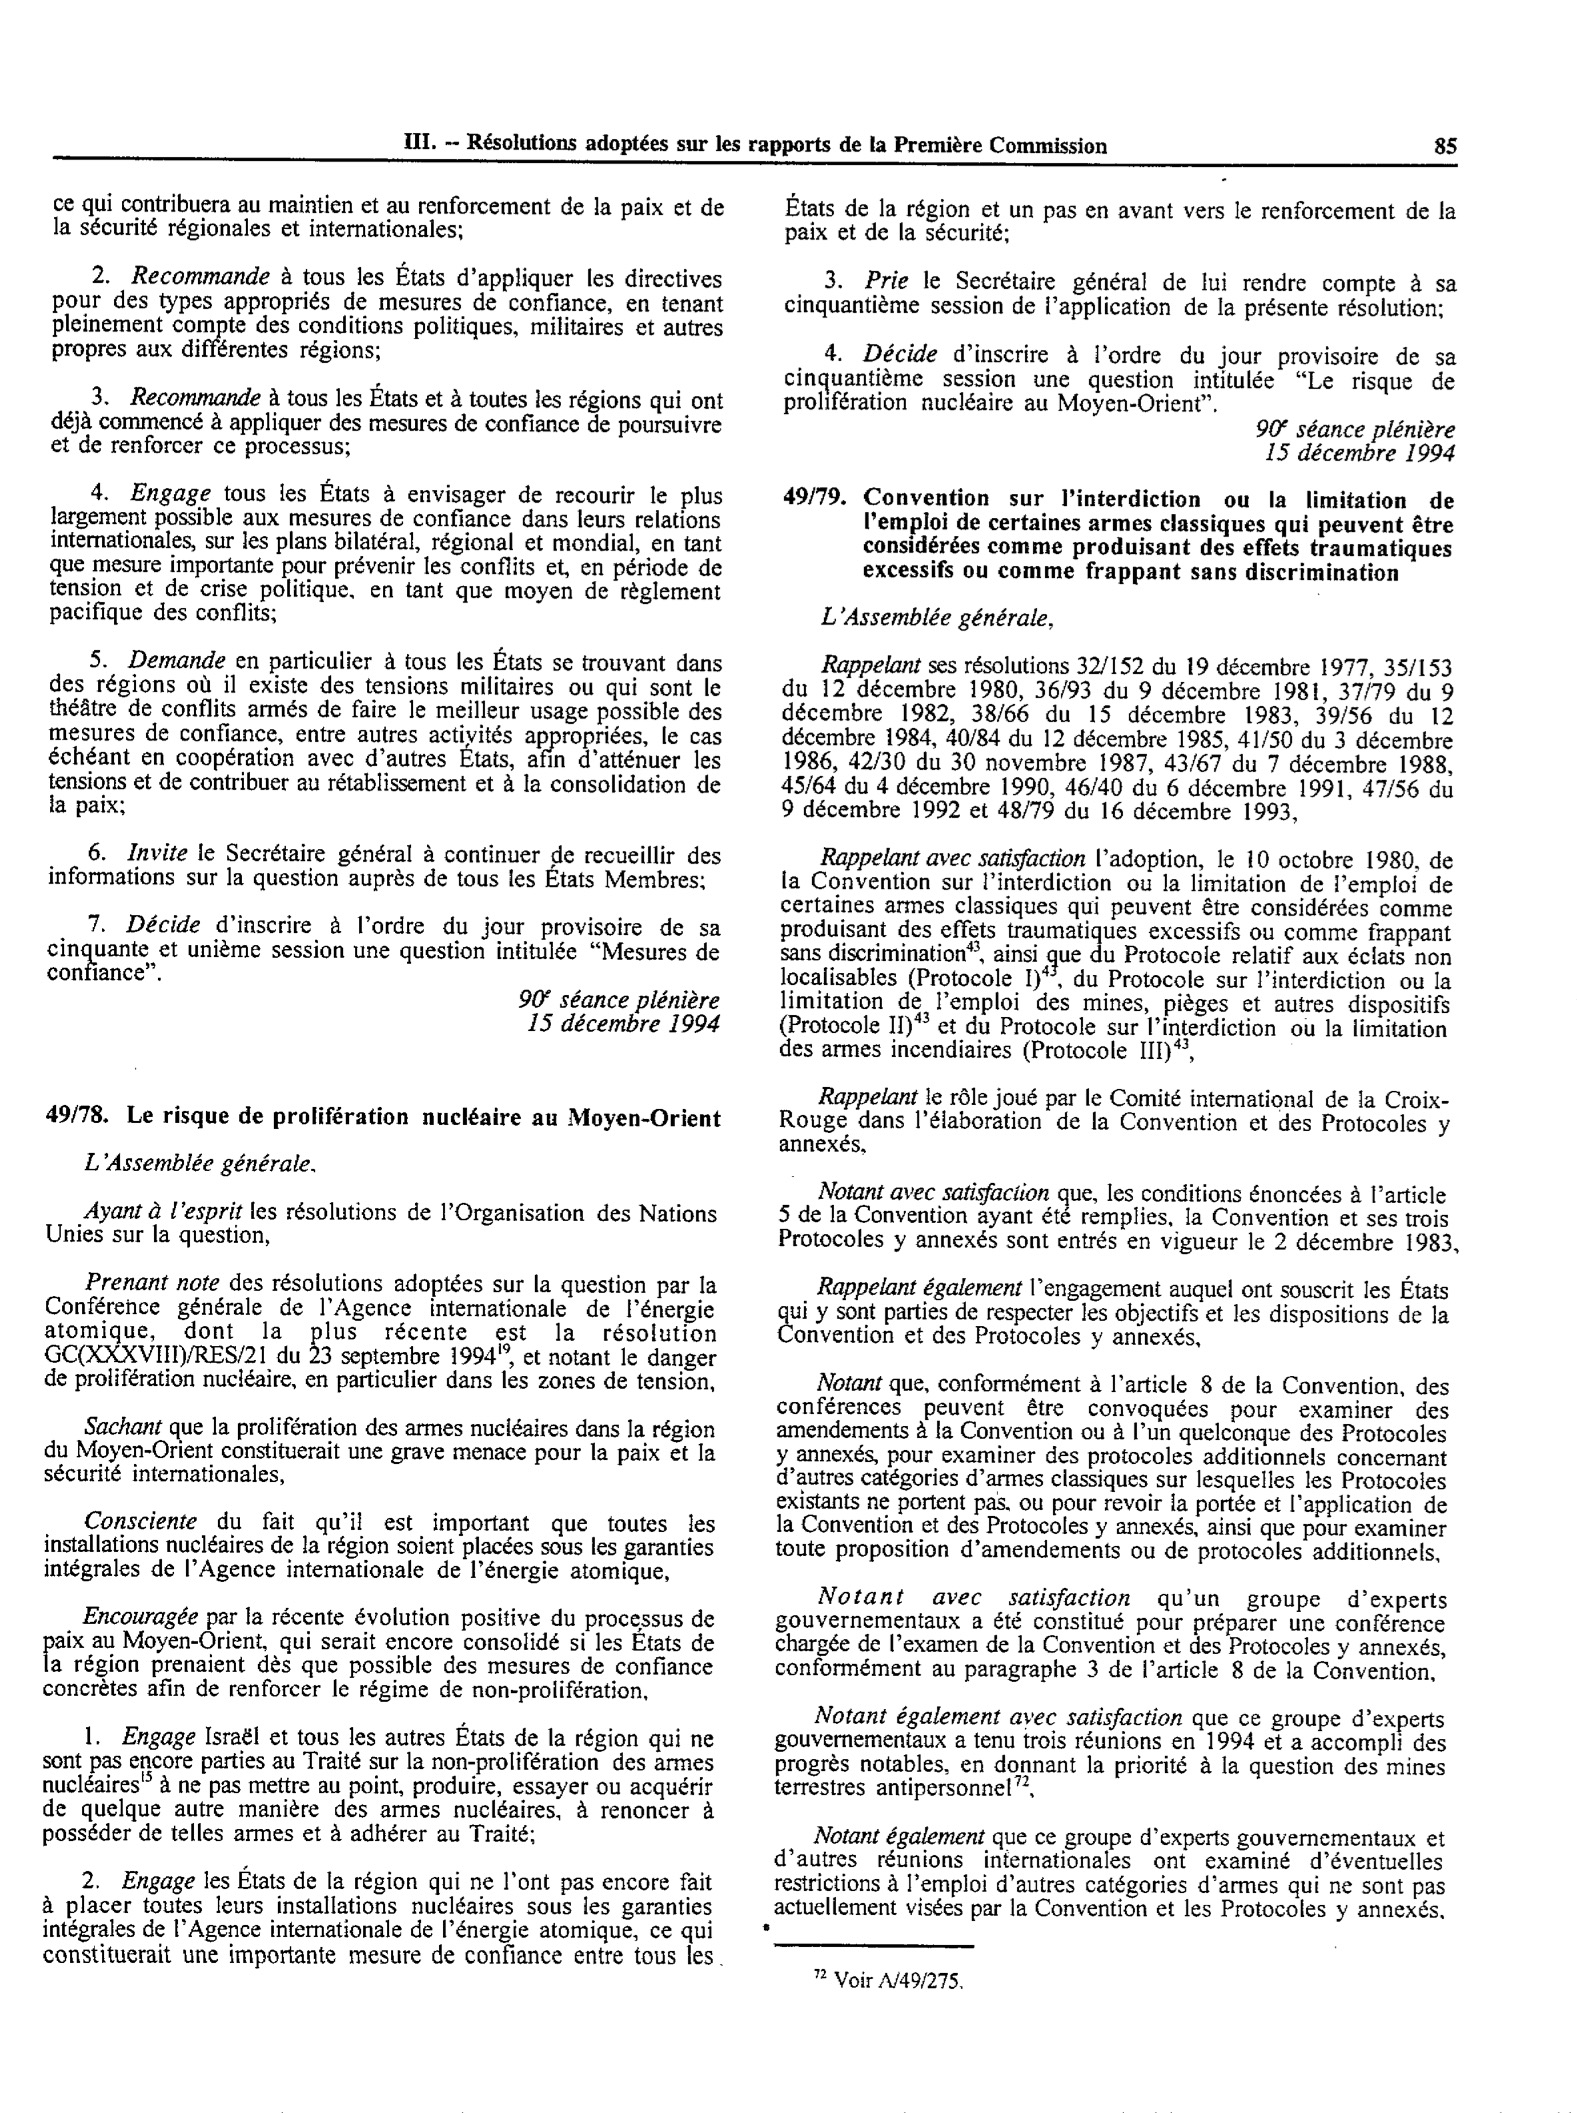 III. -- Résolutions adoptées sur les rapports de la Première Commission
85
ce qui contribuera au maintien et au renforcement de la paix et de
la sécurité régionales et internationales;
2. Recommande à tous les États d'appliquer les directives
pour des types appropriés de mesures de confiance, en tenant
pleinement compte des conditions politiques, militaires et autres
propres aux différentes régions;
3. Recommande à tous les États et à toutes les régions qui ont
déjà commencé à appliquer des mesures de confiance de poursuivre
et de renforcer ce processus;
4. Engage tous les États à envisager de recourir le plus
largement possible aux mesures de confiance dans leurs relations
internationales, sur les plans bilatéral, régional et mondial, en tant
que mesure importante pour prévenir les conflits et, en période de
tension et de crise politique, en tant que moyen de règlement
pacifique des conflits;
5. Demande en particulier à tous les États se trouvant dans
des régions où il existe des tensions militaires ou qui sont le
théâtre de conflits armés de faire le meilleur usage possible des
mesures de confiance, entre autres activités appropriées, le cas
échéant en coopération avec d'autres États, afin d'atténuer les
tensions et de contribuer au rétablissement et à la consolidation de
la paix;
6. Invite le Secrétaire général à continuer de recueillir des
informations sur la question auprès de tous les États Membres;
7. Décide d'inscrire à l'ordre du jour provisoire de sa
cinquante et unième session une question intitulée “Mesures de
confiance”.
90e séance plénière
15 décembre 1994
49/78. Le risque de prolifération nucléaire au Moyen-Orient
L'Assemblée générale,
Ayant à l'esprit les résolutions de l'Organisation des Nations
Unies sur la question,
Prenant note des résolutions adoptées sur la question par la
Conférence générale de l'Agence internationale de l'énergie
atomique, dont la plus récente est la résolution
GC(XXXVIII)/RES/21 du 23 septembre 1994¹⁹, et notant le danger
de prolifération nucléaire, en particulier dans les zones de tension,
Sachant que la prolifération des armes nucléaires dans la région
du Moyen-Orient constituerait une grave menace pour la paix et la
sécurité internationales,
Consciente du fait qu'il est important que toutes les
installations nucléaires de la région soient placées sous les garanties
intégrales de l'Agence internationale de l'énergie atomique,
Encouragée par la récente évolution positive du processus de
paix au Moyen-Orient, qui serait encore consolidé si les États de
la région prenaient dès que possible des mesures de confiance
concrètes afin de renforcer le régime de non-prolifération,
1. Engage Israël et tous les autres États de la région qui ne
sont pas encore parties au Traité sur la non-prolifération des armes
nucléaires¹⁵ à ne pas mettre au point, produire, essayer ou acquérir
de quelque autre manière des armes nucléaires, à renoncer à
posséder de telles armes et à adhérer au Traité;
2. Engage les États de la région qui ne l'ont pas encore fait
à placer toutes leurs installations nucléaires sous les garanties
intégrales de l'Agence internationale de l'énergie atomique, ce qui
constituerait une importante mesure de confiance entre tous les
États de la région et un pas en avant vers le renforcement de la
paix et de la sécurité;
3. Prie le Secrétaire général de lui rendre compte à sa
cinquantième session de l'application de la présente résolution;
4. Décide d'inscrire à l'ordre du jour provisoire de sa
cinquantième session une question intitulée “Le risque de
prolifération nucléaire au Moyen-Orient”.
90e séance plénière
15 décembre 1994
49/79. Convention sur l'interdiction ou la limitation de
l'emploi de certaines armes classiques qui peuvent être
considérées comme produisant des effets traumatiques
excessifs ou comme frappant sans discrimination
L'Assemblée générale,
Rappelant ses résolutions 32/152 du 19 décembre 1977, 35/153
du 12 décembre 1980, 36/93 du 9 décembre 1981, 37/79 du 9
décembre 1982, 38/66 du 15 décembre 1983, 39/56 du 12
décembre 1984, 40/84 du 12 décembre 1985, 41/50 du 3 décembre
1986, 42/30 du 30 novembre 1987, 43/67 du 7 décembre 1988,
45/64 du 4 décembre 1990, 46/40 du 6 décembre 1991, 47/56 du
9 décembre 1992 et 48/79 du 16 décembre 1993,
Rappelant avec satisfaction l'adoption, le 10 octobre 1980, de
la Convention sur l'interdiction ou la limitation de l'emploi de
certaines armes classiques qui peuvent être considérées comme
produisant des effets traumatiques excessifs ou comme frappant
sans discrimination⁴³, ainsi que du Protocole relatif aux éclats non
localisables (Protocole I)⁴³, du Protocole sur l'interdiction ou la
limitation de l'emploi des mines, pièges et autres dispositifs
(Protocole II)⁴³ et du Protocole sur l'interdiction ou la limitation
des armes incendiaires (Protocole III)⁴³,
Rappelant le rôle joué par le Comité international de la Croix-
Rouge dans l'élaboration de la Convention et des Protocoles y
annexés,
Notant avec satisfaction que, les conditions énoncées à l'article
5 de la Convention ayant été remplies, la Convention et ses trois
Protocoles y annexés sont entrés en vigueur le 2 décembre 1983,
Rappelant également l'engagement auquel ont souscrit les États
qui y sont parties de respecter les objectifs et les dispositions de la
Convention et des Protocoles y annexés,
Notant que, conformément à l'article 8 de la Convention, des
conférences peuvent être convoquées pour examiner des
amendements à la Convention ou à l'un quelconque des Protocoles
y annexés, pour examiner des protocoles additionnels concernant
d'autres catégories d'armes classiques sur lesquelles les Protocoles
existants ne portent pas, ou pour revoir la portée et l'application de
la Convention et des Protocoles y annexés, ainsi que pour examiner
toute proposition d'amendements ou de protocoles additionnels,
Notant avec satisfaction qu'un groupe d'experts
gouvernementaux a été constitué pour préparer une conférence
chargée de l'examen de la Convention et des Protocoles y annexés,
conformément au paragraphe 3 de l'article 8 de la Convention,
Notant également avec satisfaction que ce groupe d'experts
gouvernementaux a tenu trois réunions en 1994 et a accompli des
progrès notables, en donnant la priorité à la question des mines
terrestres antipersonnel⁷²,
Notant également que ce groupe d'experts gouvernementaux et
d'autres réunions internationales ont examiné d'éventuelles
restrictions à l'emploi d'autres catégories d'armes qui ne sont pas
actuellement visées par la Convention et les Protocoles y annexés,
⁷² Voir A/49/275.